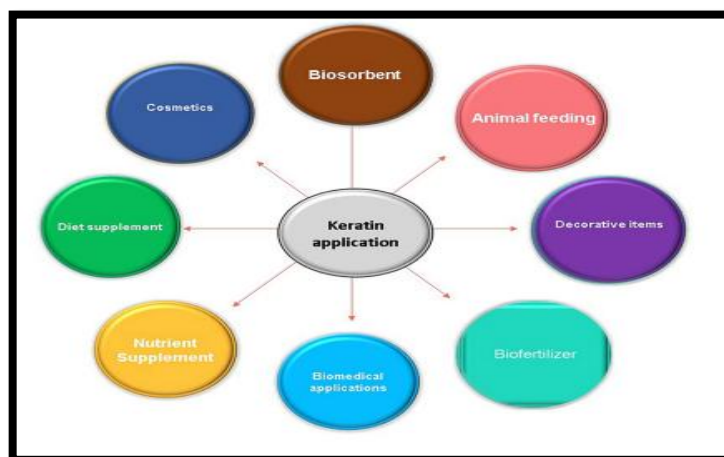 Biosorbent
Cosmetics
Animal feeding
Keratin
application
Diet supplement
Decorative items
Nutrient
Supplement
Biomedical
applications
Biofertilizer